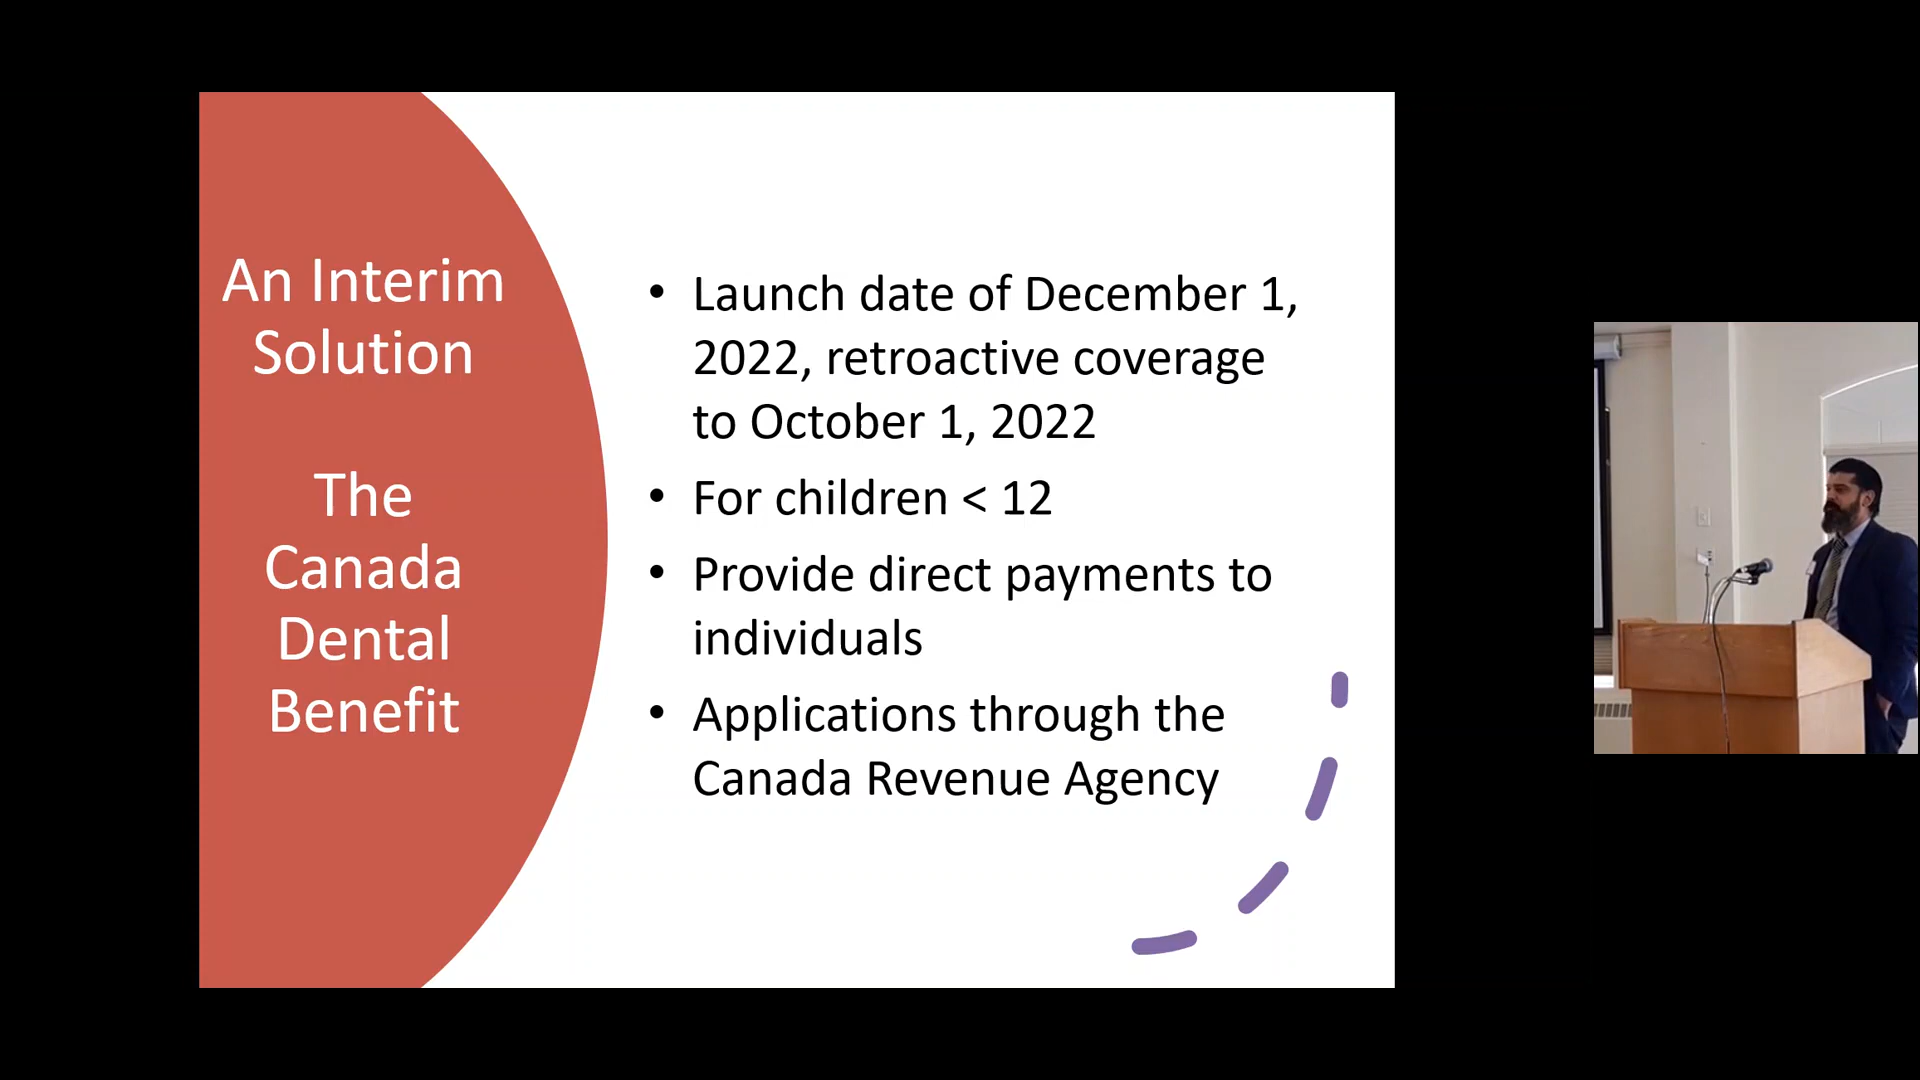 An Interim
Solution
The
Canada
Dental
Benefit
• Launch date of December 1,
2022, retroactive coverage
to October 1, 2022
• For children < 12
• Provide direct payments to
individuals
• Applications through the
Canada Revenue Agency